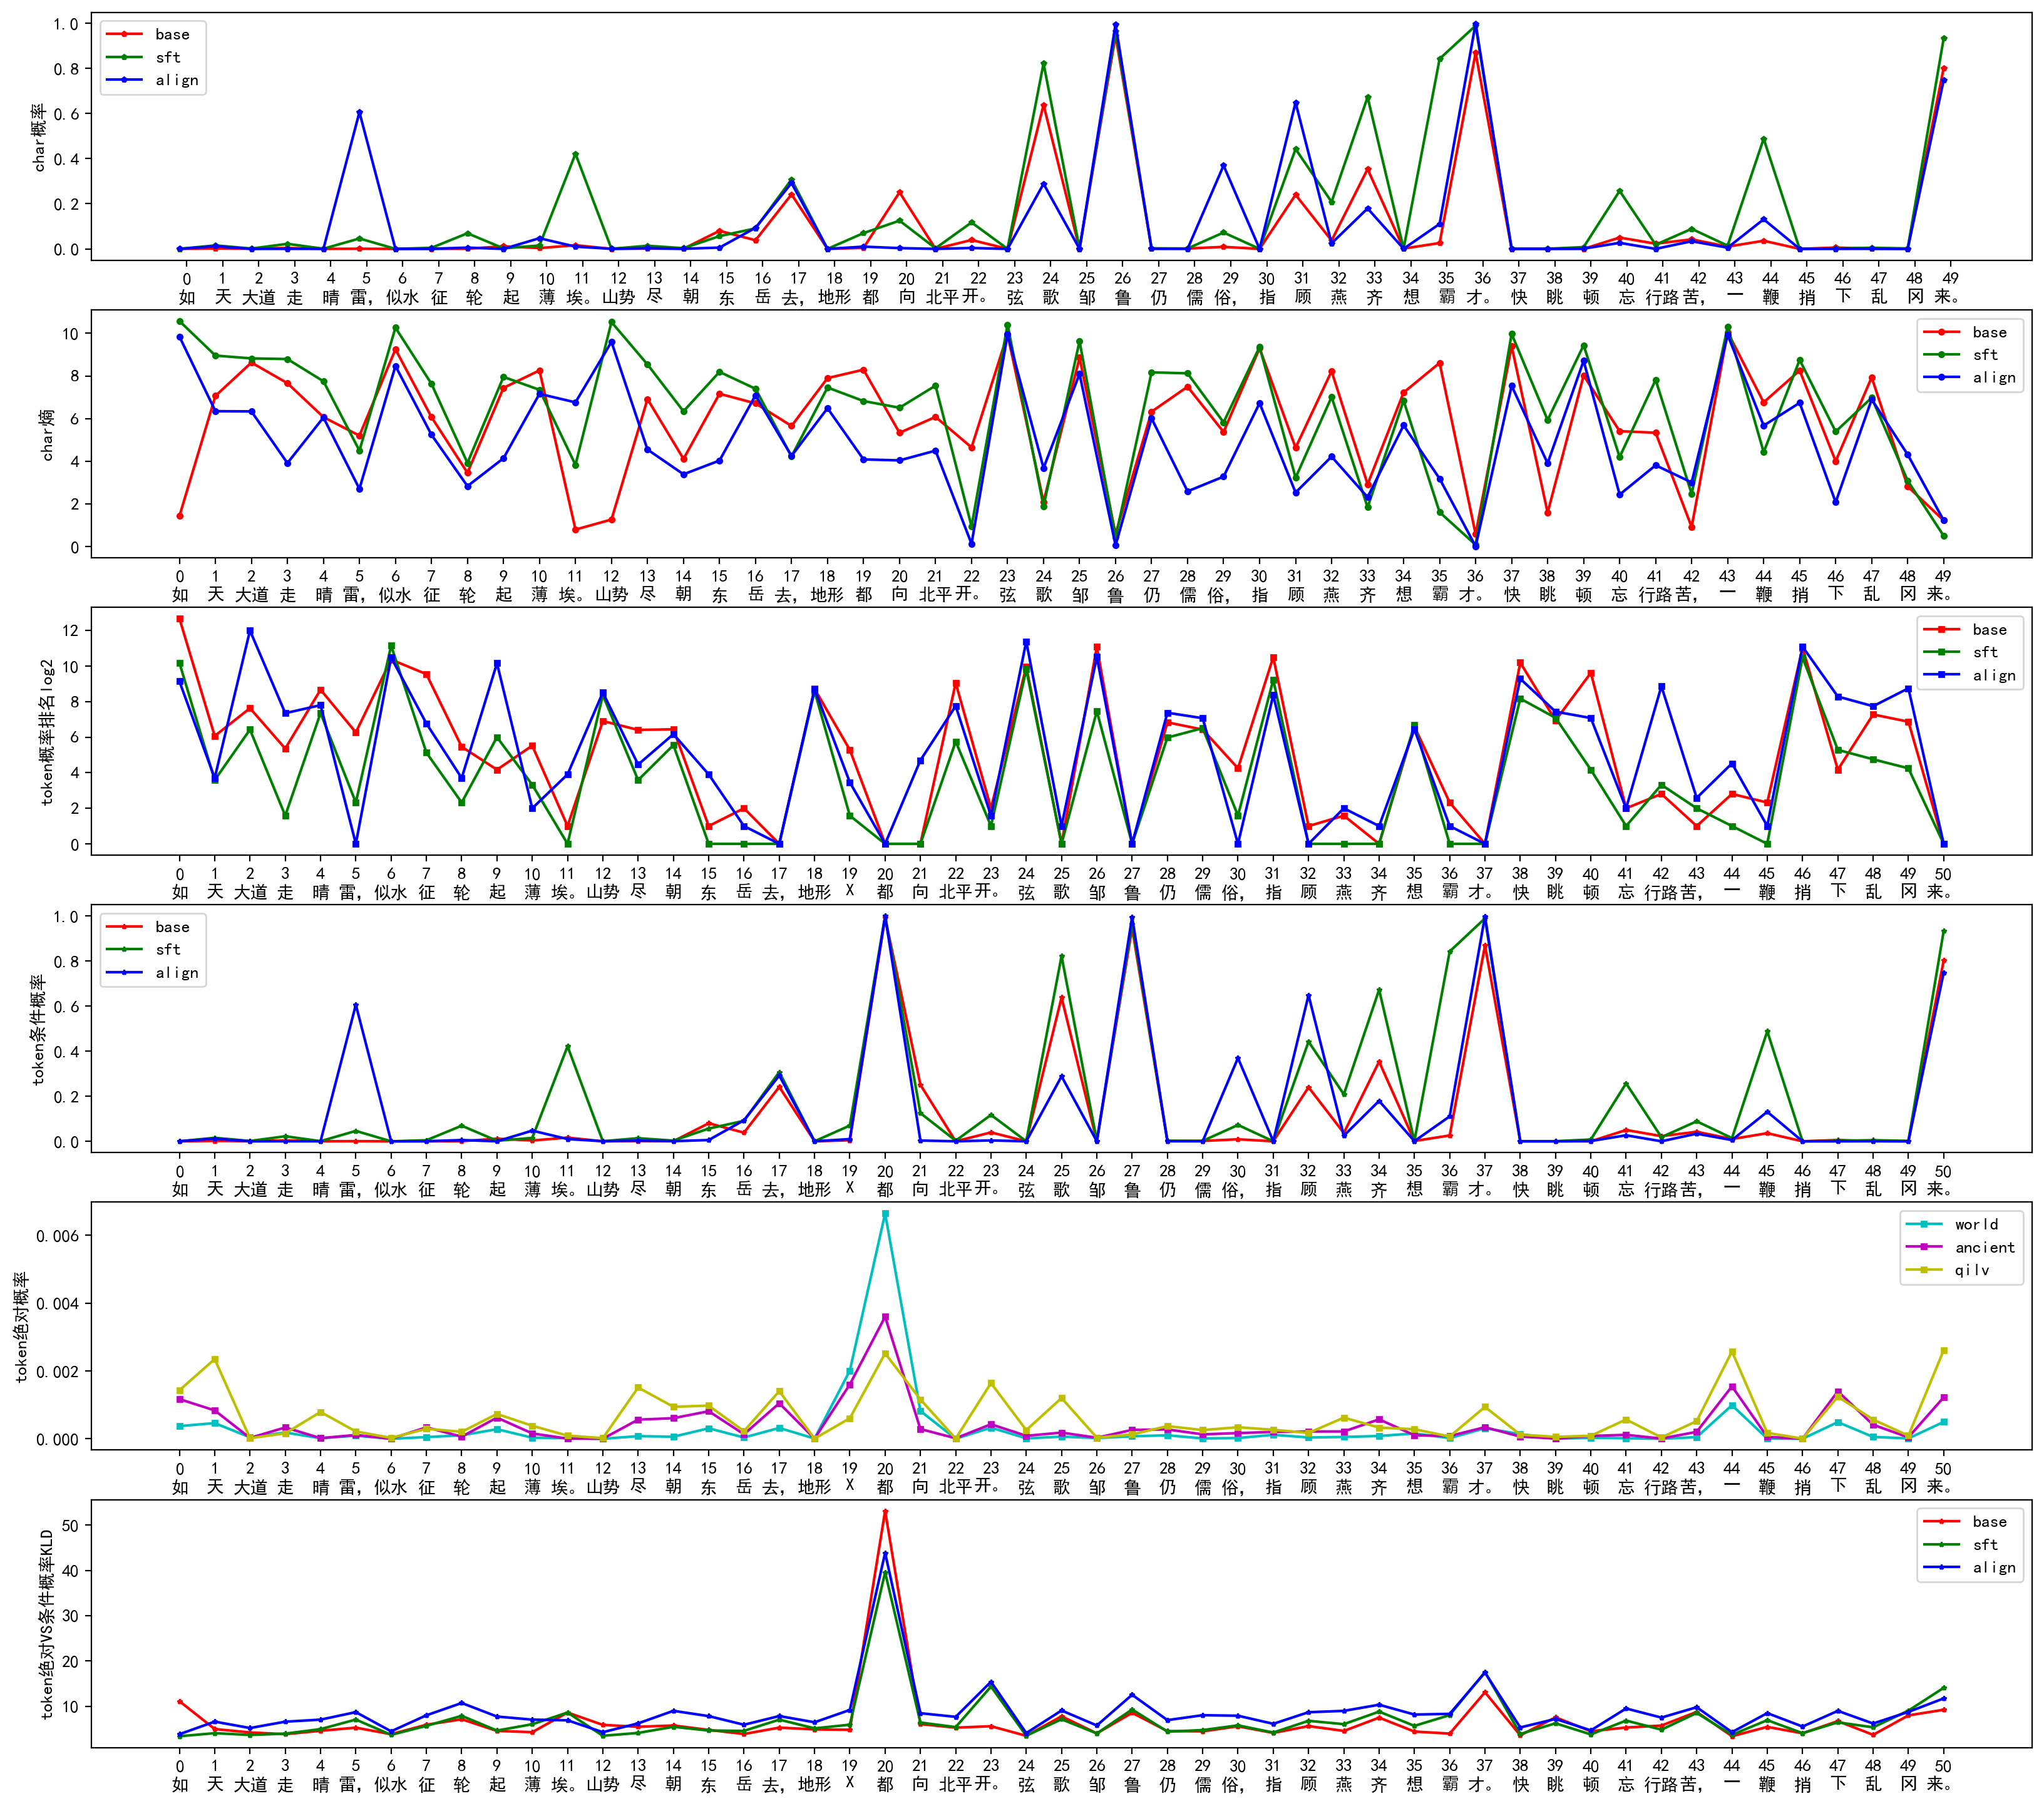 1.0
0.8
0.6
0.4
0.2
0.0
char概率
base
sft
align
0 1 2 3 4 5 6 7 8 9 10 11 12 13 14 15 16 17 18 19 20 21 22 23 24 25 26 27 28 29 30 31 32 33 34 35 36 37 38 39 40 41 42 43 44 45 46 47 48 49
如 天 大道 走 晴 雷, 似水 征 轮 起 薄 埃。 山势 尽 朝 东 岳 去, 地形 都 向 北平 开。 弦 歌 邹 鲁 仍 儒 俗, 指 顾 燕 齐 想 霸 才。 快 眺 顿 忘 行路 苦, 一 鞭 捎 下 乱 冈 来。
10
8
6
4
2
0
char熵
base
sft
align
0 1 2 3 4 5 6 7 8 9 10 11 12 13 14 15 16 17 18 19 20 21 22 23 24 25 26 27 28 29 30 31 32 33 34 35 36 37 38 39 40 41 42 43 44 45 46 47 48 49
如 天 大道 走 晴 雷, 似水 征 轮 起 薄 埃。 山势 尽 朝 东 岳 去, 地形 都 向 北平 开。 弦 歌 邹 鲁 仍 儒 俗, 指 顾 燕 齐 想 霸 才。 快 眺 顿 忘 行路 苦, 一 鞭 捎 下 乱 冈 来。
12
10
8
6
4
2
0
token概率排名log2
base
sft
align
0 1 2 3 4 5 6 7 8 9 10 11 12 13 14 15 16 17 18 19 20 21 22 23 24 25 26 27 28 29 30 31 32 33 34 35 36 37 38 39 40 41 42 43 44 45 46 47 48 49 50
如 天 大道 走 晴 雷, 似水 征 轮 起 薄 埃。 山势 尽 朝 东 岳 去, 地形 X 都 向 北平 开。 弦 歌 邹 鲁 仍 儒 俗, 指 顾 燕 齐 想 霸 才。 快 眺 顿 忘 行路 苦, 一 鞭 捎 下 乱 冈 来。
1.0
0.8
0.6
0.4
0.2
0.0
token条件概率
base
sft
align
0 1 2 3 4 5 6 7 8 9 10 11 12 13 14 15 16 17 18 19 20 21 22 23 24 25 26 27 28 29 30 31 32 33 34 35 36 37 38 39 40 41 42 43 44 45 46 47 48 49 50
如 天 大道 走 晴 雷, 似水 征 轮 起 薄 埃。 山势 尽 朝 东 岳 去, 地形 X 都 向 北平 开。 弦 歌 邹 鲁 仍 儒 俗, 指 顾 燕 齐 想 霸 才。 快 眺 顿 忘 行路 苦, 一 鞭 捎 下 乱 冈 来。
0.006
0.004
0.002
0.000
token绝对概率
world
ancient
qilv
0 1 2 3 4 5 6 7 8 9 10 11 12 13 14 15 16 17 18 19 20 21 22 23 24 25 26 27 28 29 30 31 32 33 34 35 36 37 38 39 40 41 42 43 44 45 46 47 48 49 50
如 天 大道 走 晴 雷, 似水 征 轮 起 薄 埃。 山势 尽 朝 东 岳 去, 地形 X 都 向 北平 开。 弦 歌 邹 鲁 仍 儒 俗, 指 顾 燕 齐 想 霸 才。 快 眺 顿 忘 行路 苦, 一 鞭 捎 下 乱 冈 来。
50
40
30
20
10
token绝对VS条件概率KLD
base
sft
align
0 1 2 3 4 5 6 7 8 9 10 11 12 13 14 15 16 17 18 19 20 21 22 23 24 25 26 27 28 29 30 31 32 33 34 35 36 37 38 39 40 41 42 43 44 45 46 47 48 49 50
如 天 大道 走 晴 雷, 似水 征 轮 起 薄 埃。 山势 尽 朝 东 岳 去, 地形 X 都 向 北平 开。 弦 歌 邹 鲁 仍 儒 俗, 指 顾 燕 齐 想 霸 才。 快 眺 顿 忘 行路 苦, 一 鞭 捎 下 乱 冈 来。